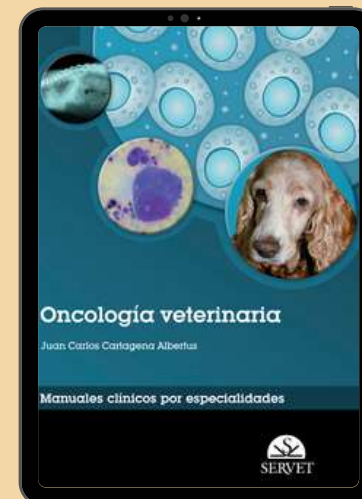 Oncología veterinaria
Juan Carlos Cartagena Albertus
Manuales clínicos por especialidades
S
SERVET